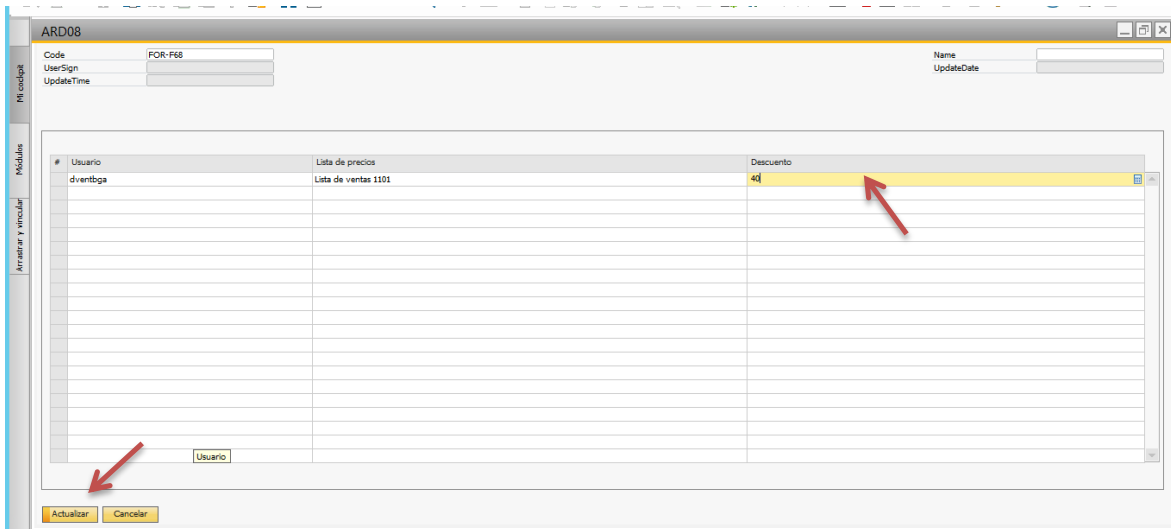 ARD08
Code FOR-F68 Name
UserSign UpdateDate
UpdateTime
Mi cockpit
Módulos
Arrastrar y vincular
# Usuario Lista de precios Descuento
dventbga Lista de ventas 1101 40
Usuario
Actualizar Cancelar